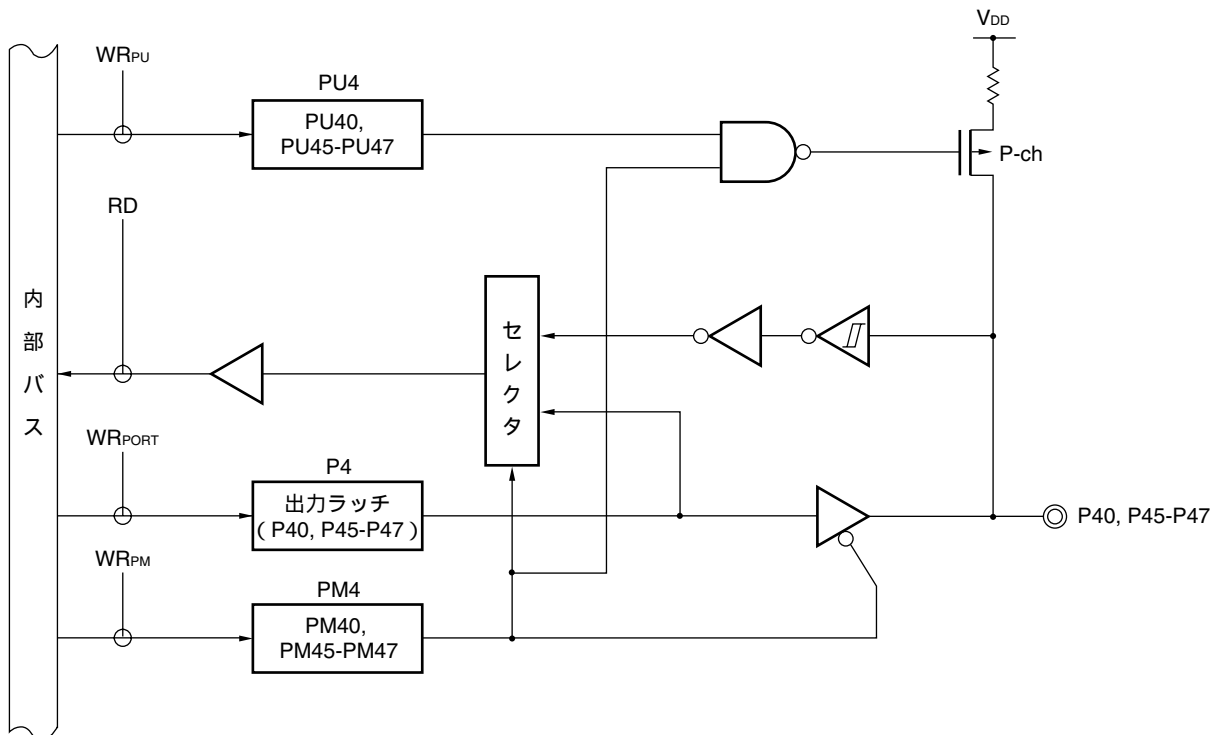 VDD
WRPU
PU4
PU40,
PU45-PU47
P-ch
RD
内部バス
セレクタ
WRPORT
P4
出力ラッチ
( P40, P45-P47 )
P40, P45-P47
WRPM
PM4
PM40,
PM45-PM47